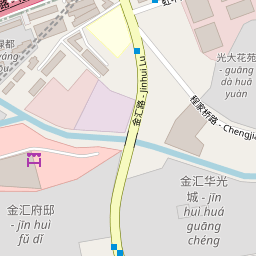 光大花苑
- guāng
dà huā
yuàn
金汇路 - Jinhui Lu
程家桥路 - Chengjia
金汇华光
城 - jīn
huì huá
guāng
chéng
金汇府邸
- jīn huì
fǔ dǐ